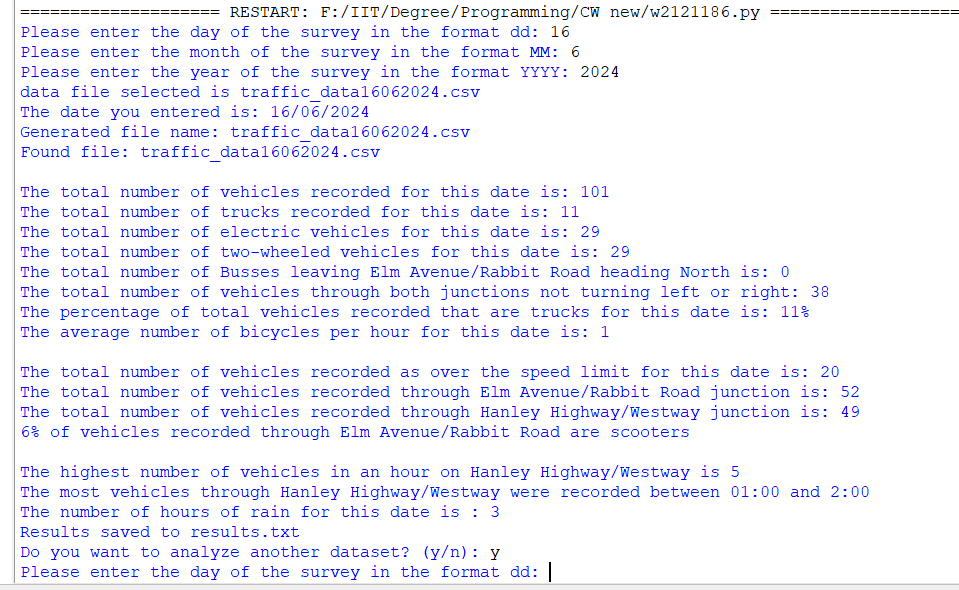 ==================== RESTART: F:/IIT/Degree/Programming/CW new/w2121186.py ===================
Please enter the day of the survey in the format dd: 16
Please enter the month of the survey in the format MM: 6
Please enter the year of the survey in the format YYYY: 2024
data file selected is traffic_data16062024.csv
The date you entered is: 16/06/2024
Generated file name: traffic_data16062024.csv
Found file: traffic_data16062024.csv
The total number of vehicles recorded for this date is: 101
The total number of trucks recorded for this date is: 11
The total number of electric vehicles for this date is: 29
The total number of two-wheeled vehicles for this date is: 29
The total number of Busses leaving Elm Avenue/Rabbit Road heading North is: 0
The total number of vehicles through both junctions not turning left or right: 38
The percentage of total vehicles recorded that are trucks for this date is: 11%
The average number of bicycles per hour for this date is: 1
The total number of vehicles recorded as over the speed limit for this date is: 20
The total number of vehicles recorded through Elm Avenue/Rabbit Road junction is: 52
The total number of vehicles recorded through Hanley Highway/Westway junction is: 49
6% of vehicles recorded through Elm Avenue/Rabbit Road are scooters
The highest number of vehicles in an hour on Hanley Highway/Westway is 5
The most vehicles through Hanley Highway/Westway were recorded between 01:00 and 2:00
The number of hours of rain for this date is : 3
Results saved to results.txt
Do you want to analyze another dataset? (y/n): y
Please enter the day of the survey in the format dd: